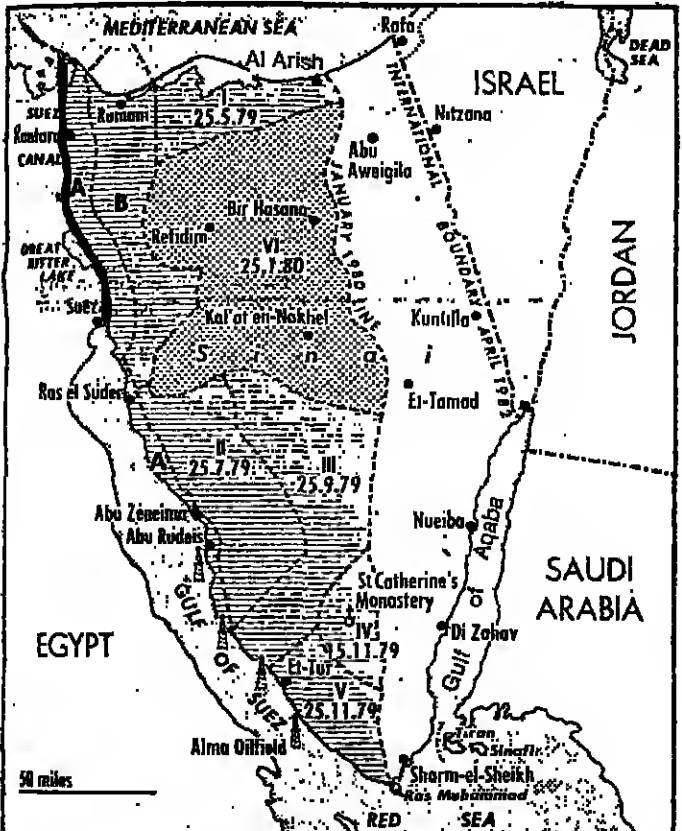 MEDITERRANEAN SEA
Rafa
DEAD
SEA
Al Arish
ISRAEL
I
25.5.79
Romani
SUEZ
Kantara
CANAL
Nitzana
INTERNATIONAL
BOUNDARY
APRIL 1982
Abu
Aweigila
JANUARY 1980 LINE
A
B
Bir Hasana
Refidim
VI
25.1.80
GREAT
BITTER
LAKE
JORDAN
Suez
Kal'at en-Nakhel
Kuntilla
S i n a i
Ras el Suder
El-Tamad
A
II
25.7.79
III
25.9.79
Abu Zeneima
Abu Rudeis
Nueiba
Gulf of Aqaba
St Catherine's
Monastery
SAUDI
ARABIA
GULF OF SUEZ
EGYPT
IV
15.11.79
Di Zahav
El-Tur
V
25.11.79
Alma Oilfield
Tiran
Sinafir
50 miles
Sharm-el-Sheikh
Ras Muhammad
RED SEA